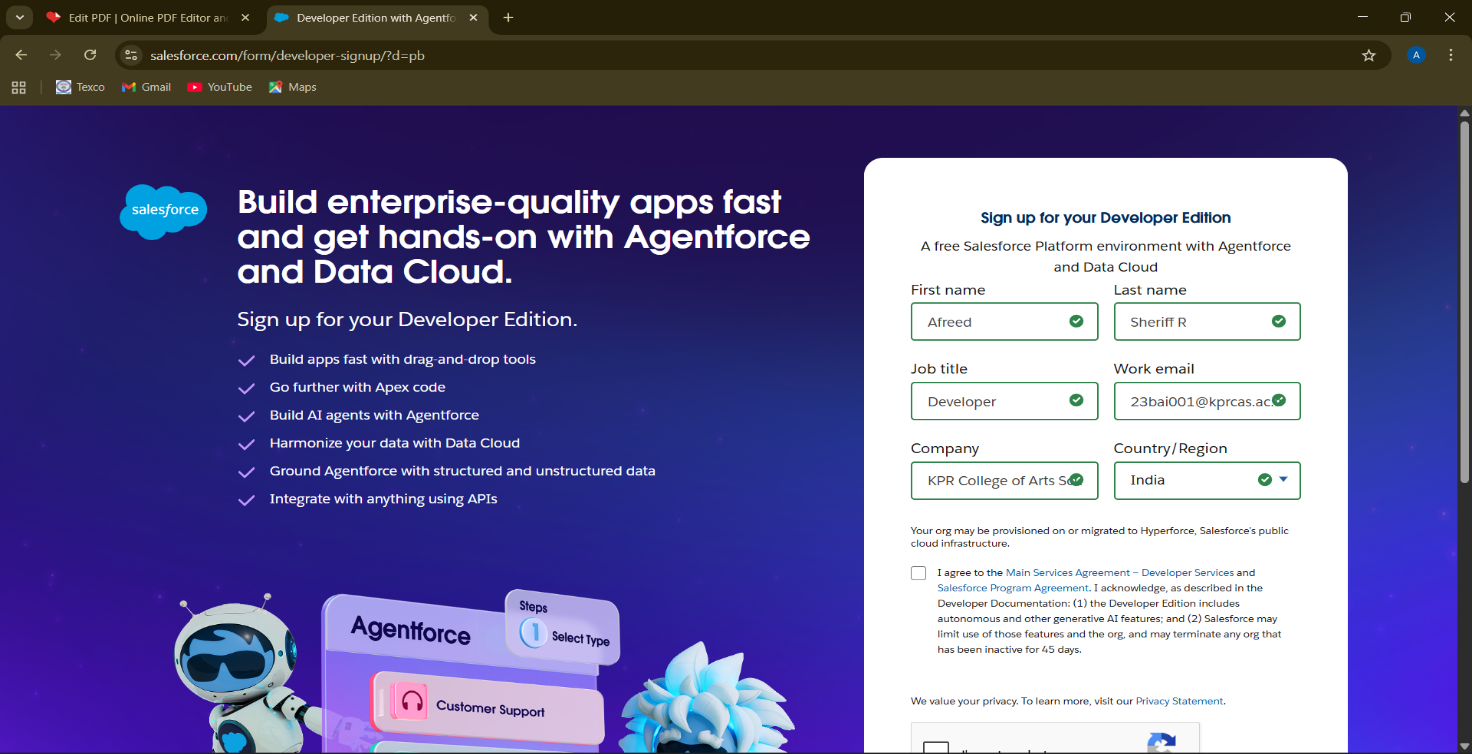 Edit PDF | Online PDF Editor an
Developer Edition with Agentfo
salesforce.com/form/developer-signup/?d=pb
A
Texco
Gmail
YouTube
Maps
salesforce
Build enterprise-quality apps fast
and get hands-on with Agentforce
and Data Cloud.
Sign up for your Developer Edition.
Build apps fast with drag-and-drop tools
Go further with Apex code
Build AI agents with Agentforce
Harmonize your data with Data Cloud
Ground Agentforce with structured and unstructured data
Integrate with anything using APIs
Agentforce
Steps
1 Select Type
Customer Support
Sign up for your Developer Edition
A free Salesforce Platform environment with Agentforce
and Data Cloud
First name
Last name
Afreed
Sheriff R
Job title
Work email
Developer
23bai001@kprcas.ac.
Company
Country/Region
KPR College of Arts Sc
India
Your org may be provisioned on or migrated to Hyperforce, Salesforce's public
cloud infrastructure.
I agree to the Main Services Agreement – Developer Services and
Salesforce Program Agreement. I acknowledge, as described in the
Developer Documentation: (1) the Developer Edition includes
autonomous and other generative AI features; and (2) Salesforce may
limit use of those features and the org, and may terminate any org that
has been inactive for 45 days.
We value your privacy. To learn more, visit our Privacy Statement.